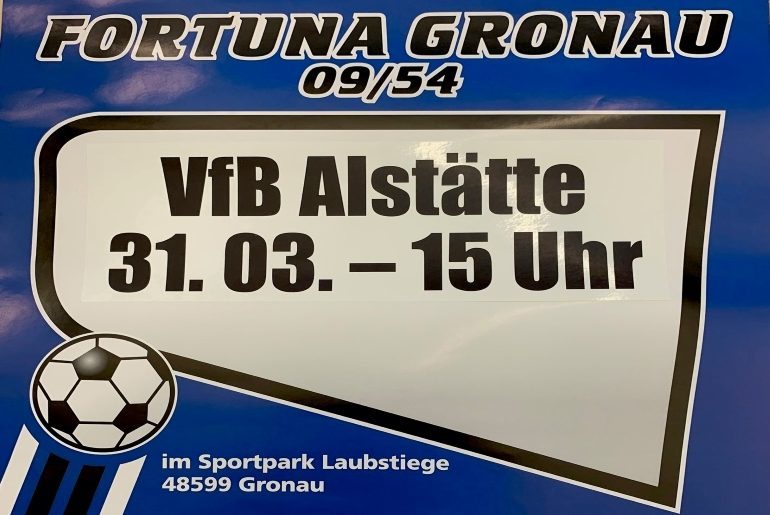 FORTUNA GRONAU
09/54
VfB Alstätte
31. 03. – 15 Uhr
im Sportpark Laubstiege
48599 Gronau